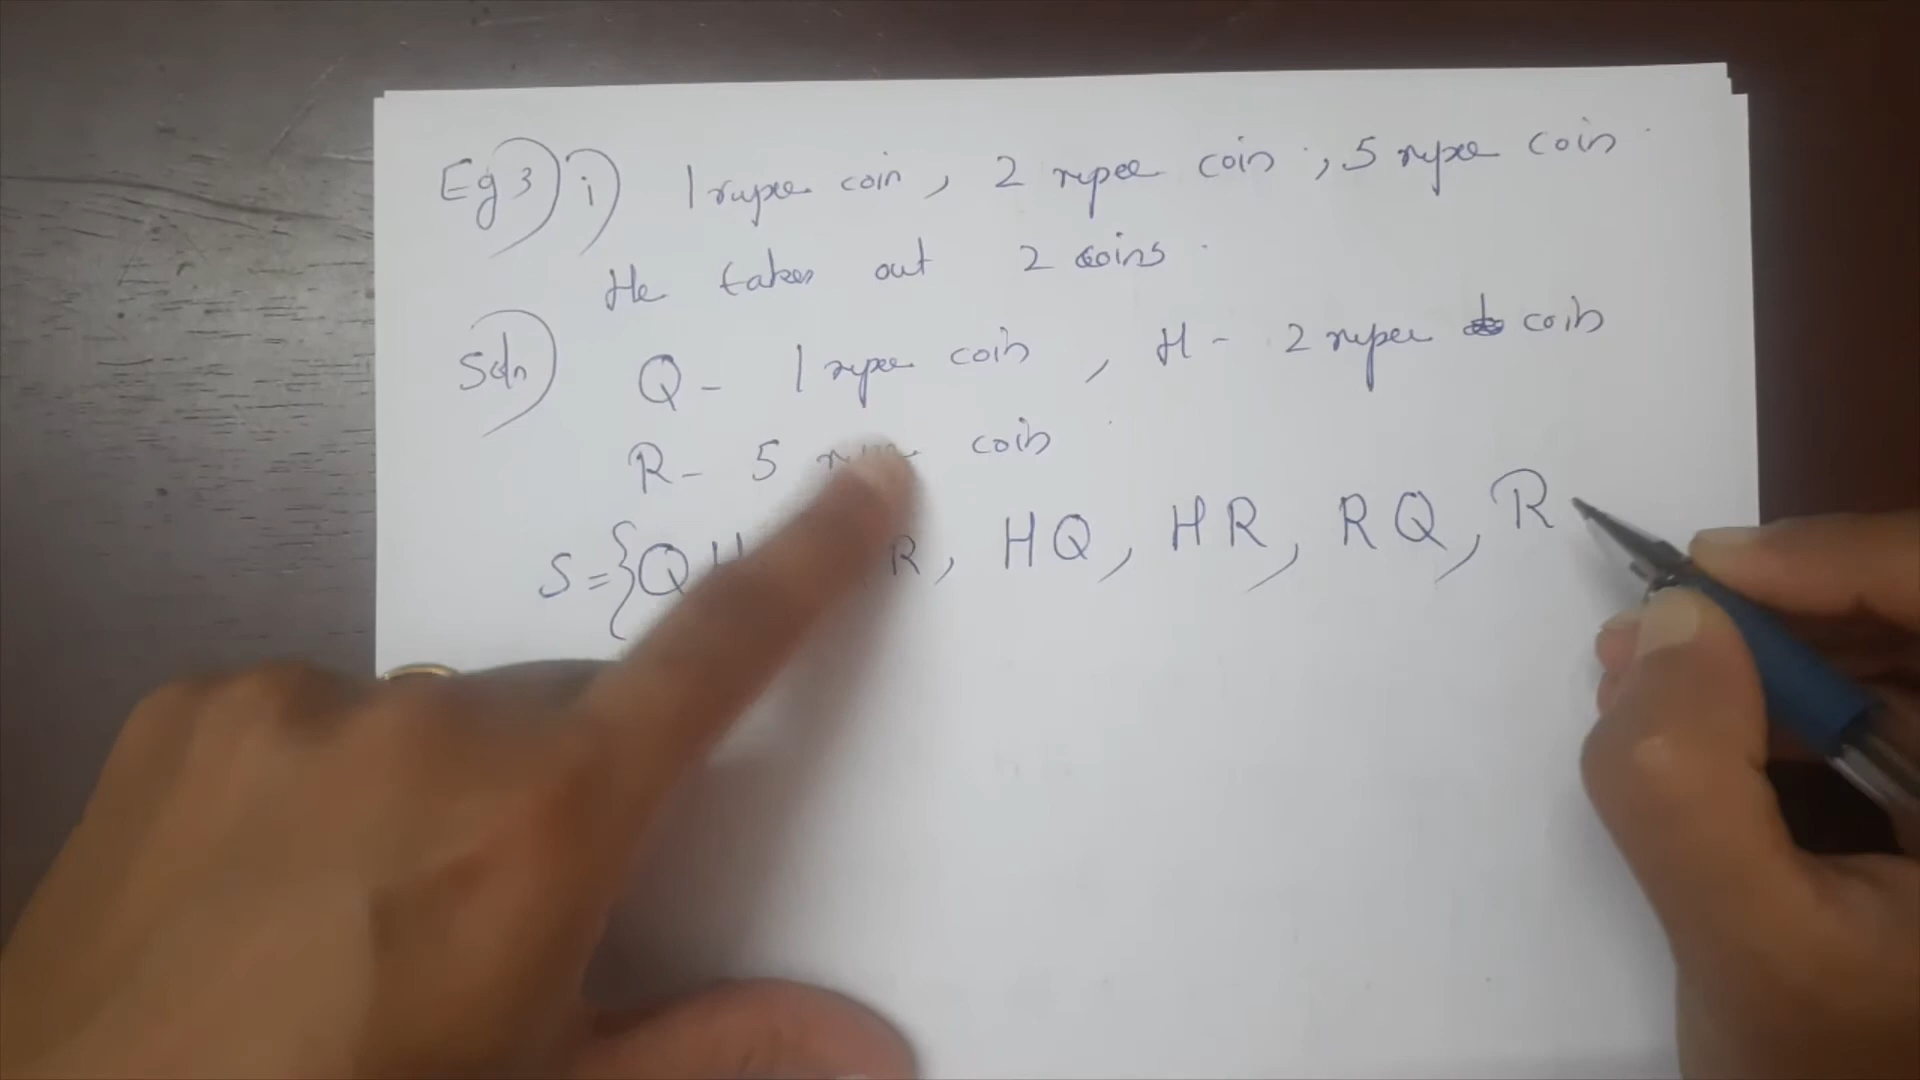 Eg 3) i) 1 rupee coin, 2 rupee coin, 5 rupee coin.
He takes out 2 coins.
Soln) Q - 1 rupee coin, H - 2 rupee coin
R - 5 coin
S = { Q R, HQ, HR, RQ, R